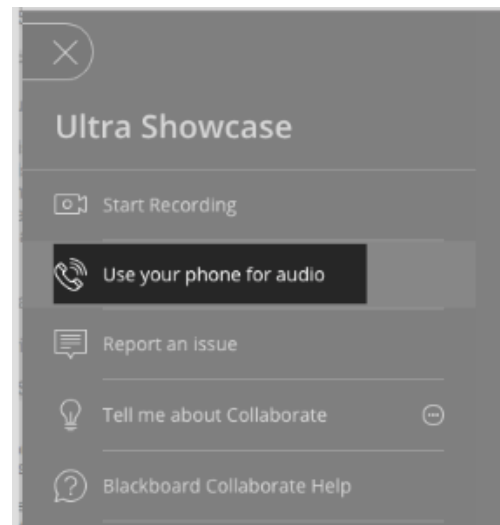 Ultra Showcase
Start Recording
Use your phone for audio
Report an issue
Tell me about Collaborate
Blackboard Collaborate Help